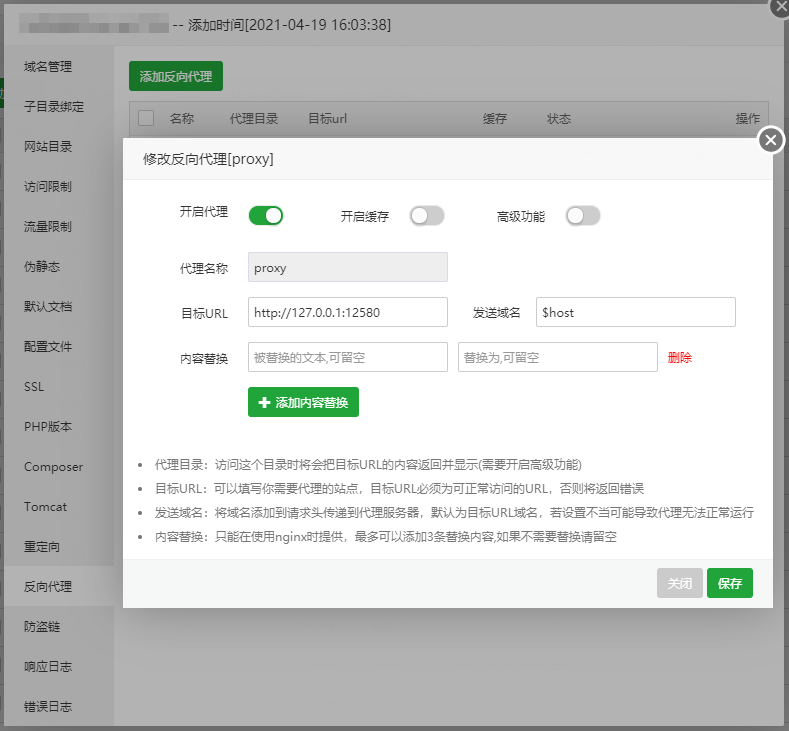 -- 添加时间[2021-04-19 16:03:38]
域名管理
子目录绑定
网站目录
访问限制
流量限制
伪静态
默认文档
配置文件
SSL
PHP版本
Composer
Tomcat
重定向
反向代理
防盗链
响应日志
错误日志
添加反向代理
名称 代理目录 目标url 缓存 状态 操作
修改反向代理[proxy]
开启代理 开启缓存 高级功能
代理名称 proxy
目标URL http://127.0.0.1:12580 发送域名 $host
内容替换 被替换的文本,可留空 替换为,可留空 删除
添加内容替换
代理目录：访问这个目录时将会把目标URL的内容返回并显示(需要开启高级功能)
目标URL：可以填写你需要代理的站点，目标URL必须为可正常访问的URL，否则将返回错误
发送域名：将域名添加到请求头传递到代理服务器，默认为目标URL域名，若设置不当可能导致代理无法正常运行
内容替换：只能在使用nginx时提供，最多可以添加3条替换内容,如果不需要替换请留空
关闭 保存